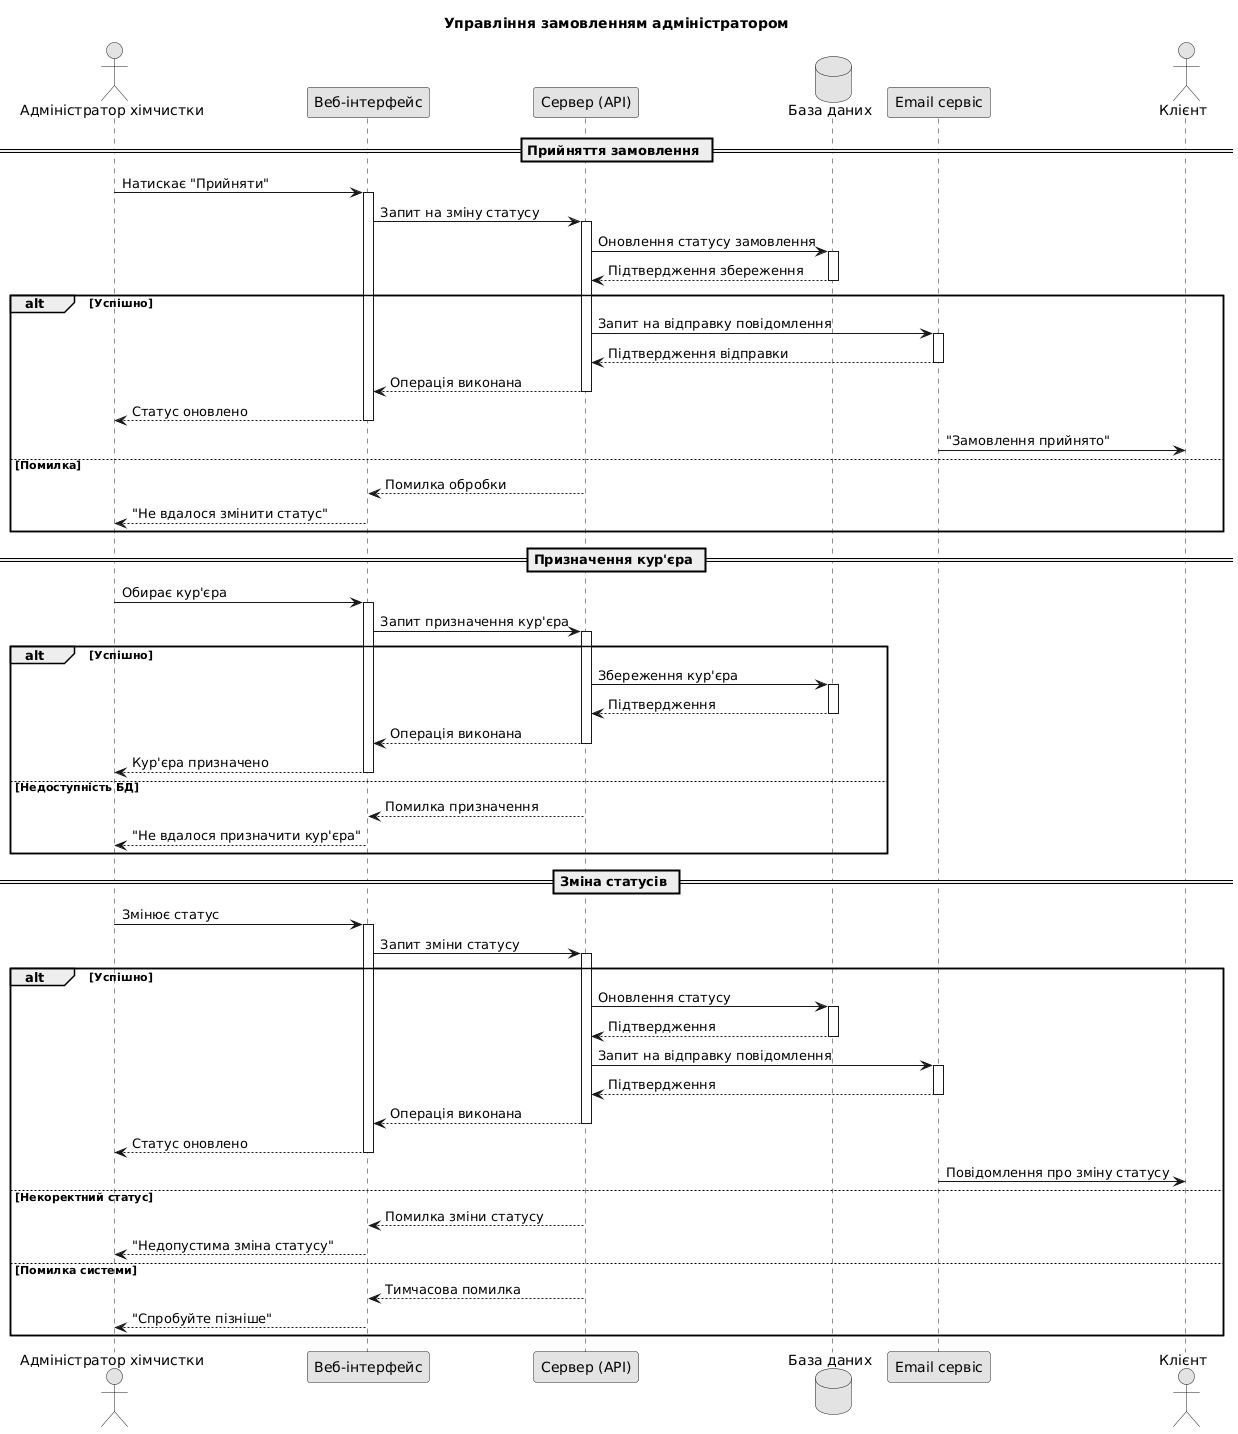 Управління замовленням адміністратором
Адміністратор хімчистки
Веб-інтерфейс
Сервер (API)
База даних
Email сервіс
Клієнт
Прийняття замовлення
Натискає "Прийняти"
Запит на зміну статусу
Оновлення статусу замовлення
Підтвердження збереження
alt [Успішно]
Запит на відправку повідомлення
Підтвердження відправки
Операція виконана
Статус оновлено
"Замовлення прийнято"
[Помилка]
Помилка обробки
"Не вдалося змінити статус"
Призначення кур'єра
Обирає кур'єра
Запит призначення кур'єра
alt [Успішно]
Збереження кур'єра
Підтвердження
Операція виконана
Кур'єра призначено
[Недоступність БД]
Помилка призначення
"Не вдалося призначити кур'єра"
Зміна статусів
Змінює статус
Запит зміни статусу
alt [Успішно]
Оновлення статусу
Підтвердження
Запит на відправку повідомлення
Підтвердження
Операція виконана
Статус оновлено
Повідомлення про зміну статусу
[Некоректний статус]
Помилка зміни статусу
"Недопустима зміна статусу"
[Помилка системи]
Тимчасова помилка
"Спробуйте пізніше"
Адміністратор хімчистки
Веб-інтерфейс
Сервер (API)
База даних
Email сервіс
Клієнт